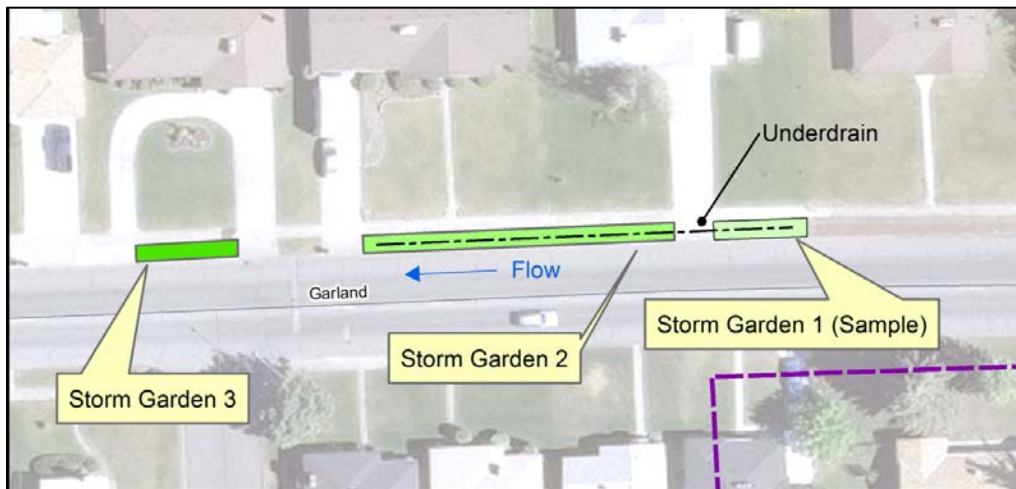 Underdrain
Flow
Garland
Storm Garden 1 (Sample)
Storm Garden 2
Storm Garden 3